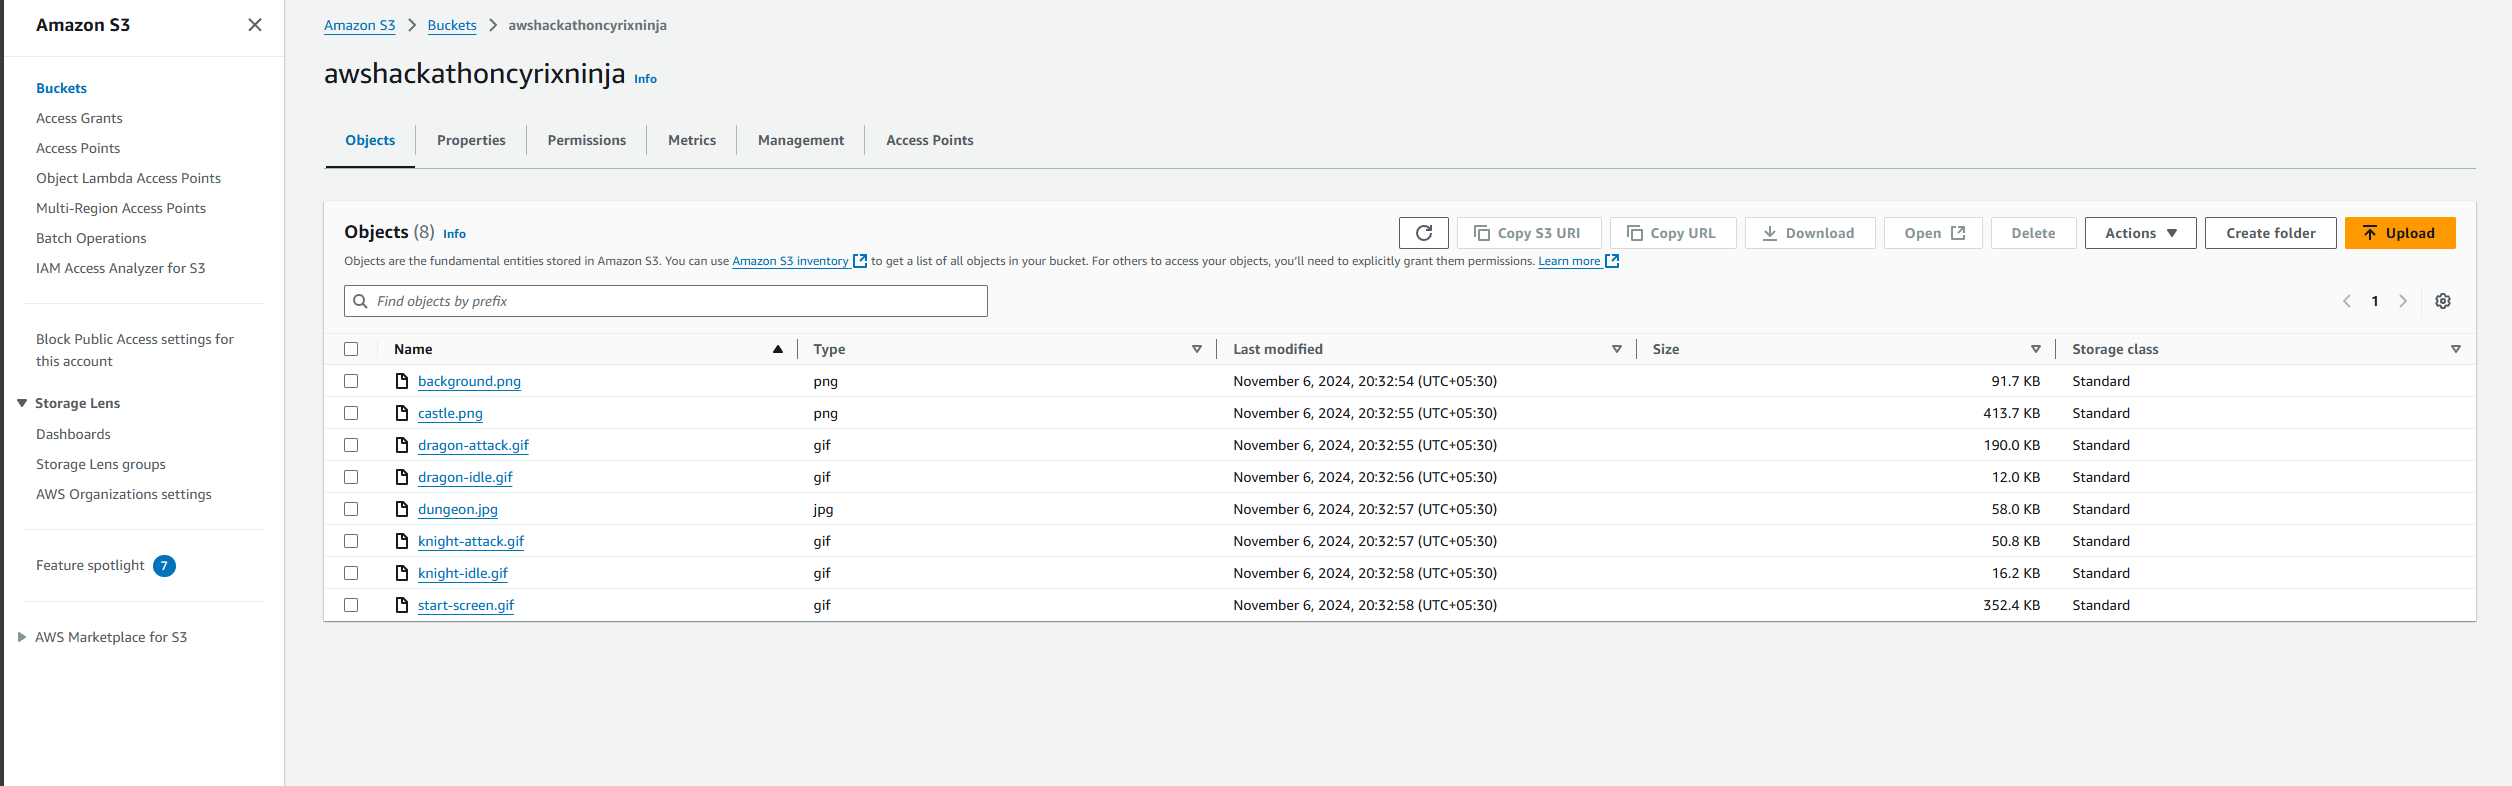 Amazon S3
Buckets
Access Grants
Access Points
Object Lambda Access Points
Multi-Region Access Points
Batch Operations
IAM Access Analyzer for S3
Block Public Access settings for
this account
Storage Lens
Dashboards
Storage Lens groups
AWS Organizations settings
Feature spotlight 7
AWS Marketplace for S3
Amazon S3 Buckets awshackathoncyrixninja
awshackathoncyrixninja Info
Objects Properties Permissions Metrics Management Access Points
Objects (8) Info Copy S3 URI Copy URL Download Open Delete Actions Create folder Upload
Objects are the fundamental entities stored in Amazon S3. You can use Amazon S3 inventory to get a list of all objects in your bucket. For others to access your objects, you'll need to explicitly grant them permissions. Learn more
Find objects by prefix 1
Name Type Last modified Size Storage class
background.png png November 6, 2024, 20:32:54 (UTC+05:30) 91.7 KB Standard
castle.png png November 6, 2024, 20:32:55 (UTC+05:30) 413.7 KB Standard
dragon-attack.gif gif November 6, 2024, 20:32:55 (UTC+05:30) 190.0 KB Standard
dragon-idle.gif gif November 6, 2024, 20:32:56 (UTC+05:30) 12.0 KB Standard
dungeon.jpg jpg November 6, 2024, 20:32:57 (UTC+05:30) 58.0 KB Standard
knight-attack.gif gif November 6, 2024, 20:32:57 (UTC+05:30) 50.8 KB Standard
knight-idle.gif gif November 6, 2024, 20:32:58 (UTC+05:30) 16.2 KB Standard
start-screen.gif gif November 6, 2024, 20:32:58 (UTC+05:30) 352.4 KB Standard